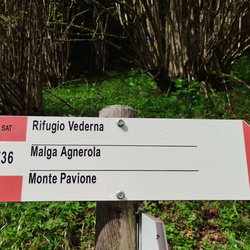 SAT Rifugio Vederna
36 Malga Agnerola
Monte Pavione